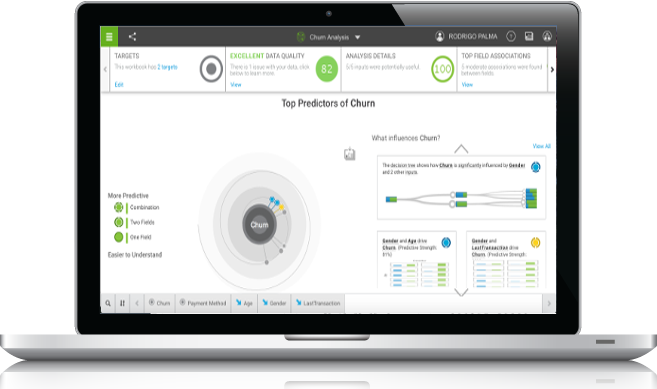 Churn Analysis
RODRIGO PALMA
TARGETS
This workbook has 2 targets
Edit
EXCELLENT DATA QUALITY
There is 1 issue with your data, click
below to learn more.
View
82
ANALYSIS DETAILS
5/5 inputs were potentially useful.
100
TOP FIELD ASSOCIATIONS
3 moderate associations were found
between fields.
View
Top Predictors of Churn
What influences Churn?
View All
The decision tree shows how Churn is significantly influenced by Gender
and 2 other inputs.
More Predictive
Combination
Two Fields
One Field
Easier to Understand
Churn
Gender and Age drive
Churn. (Predictive Strength:
Gender and
LastTransaction drive
Churn. (Predictive Strength:
Churn
Payment Method
Age
Gender
LastTransaction